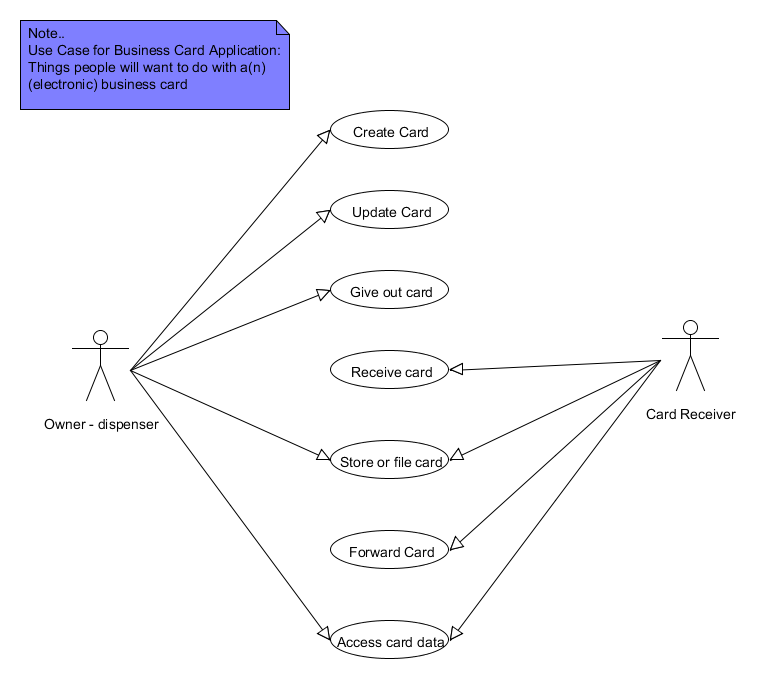 Note..
Use Case for Business Card Application:
Things people will want to do with a(n)
(electronic) business card
Create Card
Update Card
Give out card
Receive card
Owner - dispenser
Card Receiver
Store or file card
Forward Card
Access card data